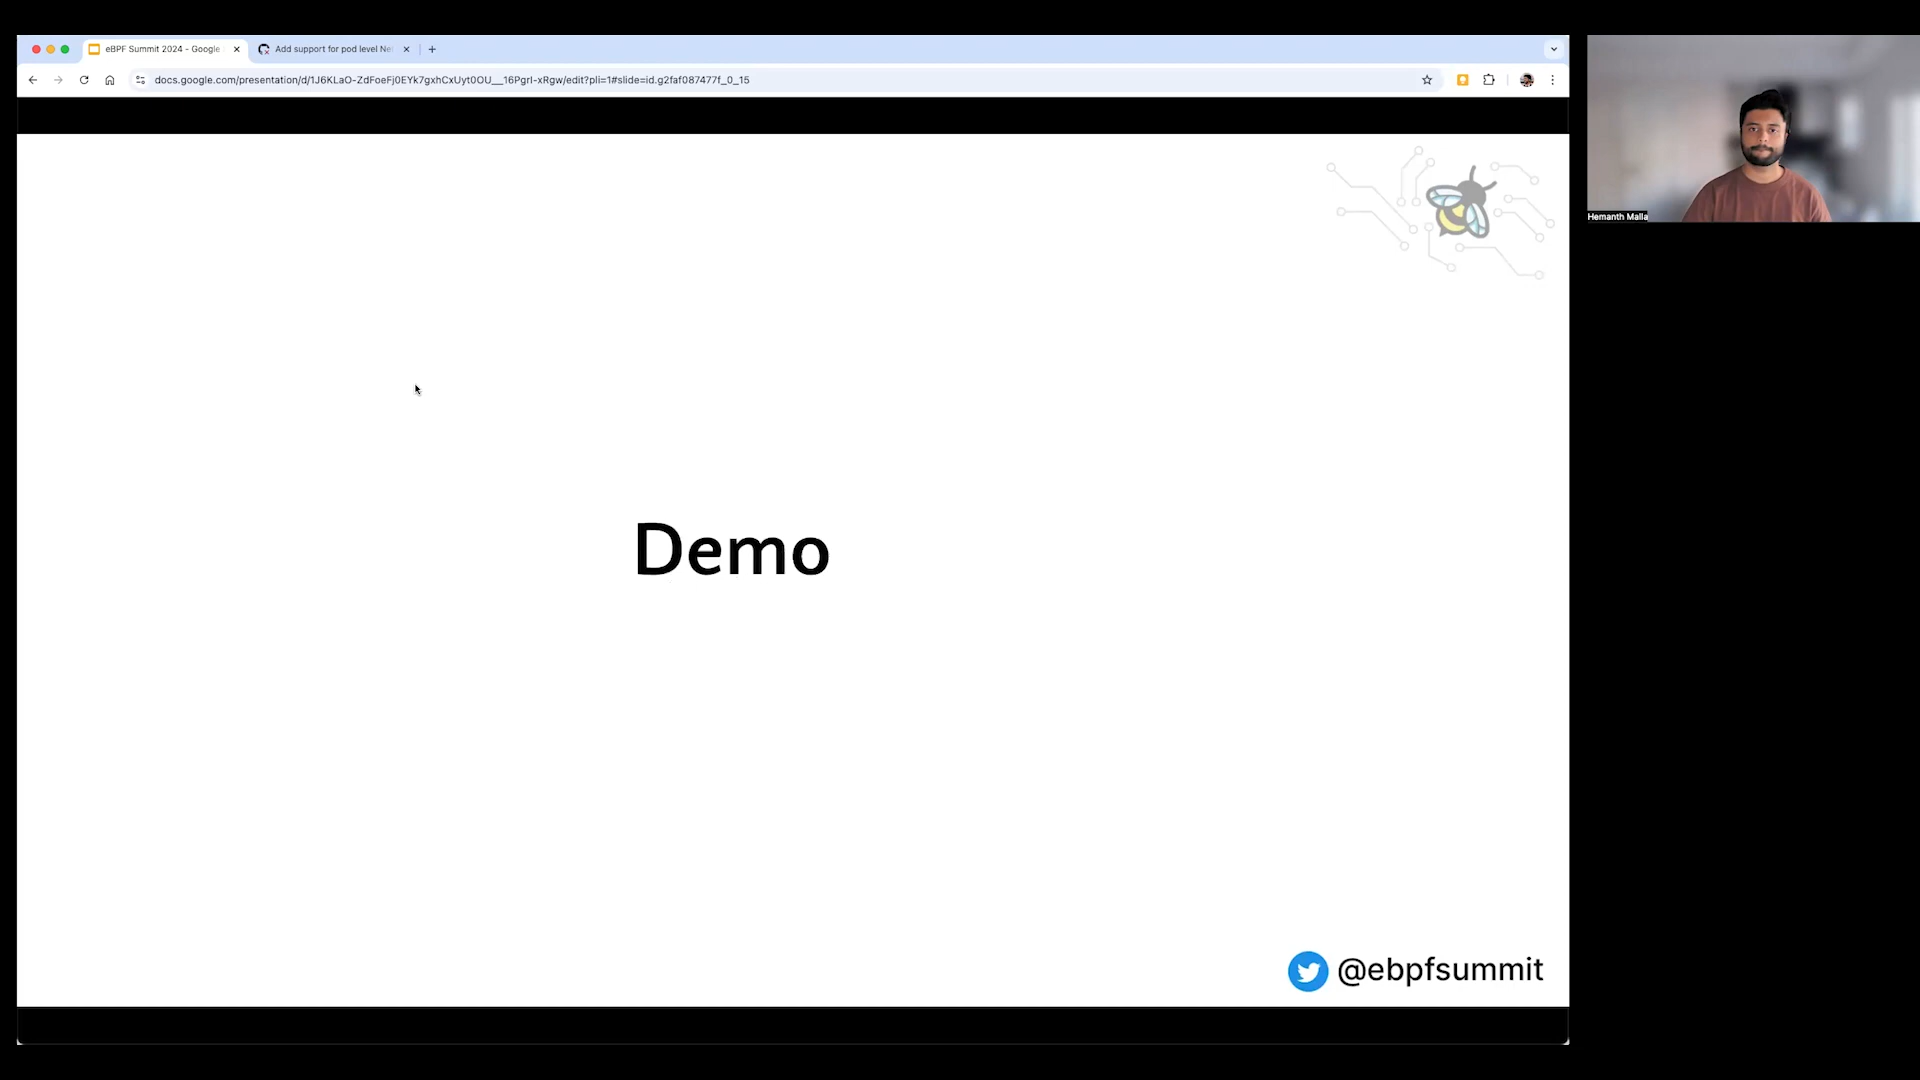 eBPF Summit 2024 - Google
Add support for pod level Ne
docs.google.com/presentation/d/1J6KLaO-ZdFoeFj0EYk7gxhCxUyt0OU__16PgrI-xRgw/edit?pli=1#slide=id.g2faf087477f_0_15
Hemanth Malla
Demo
@ebpfsummit